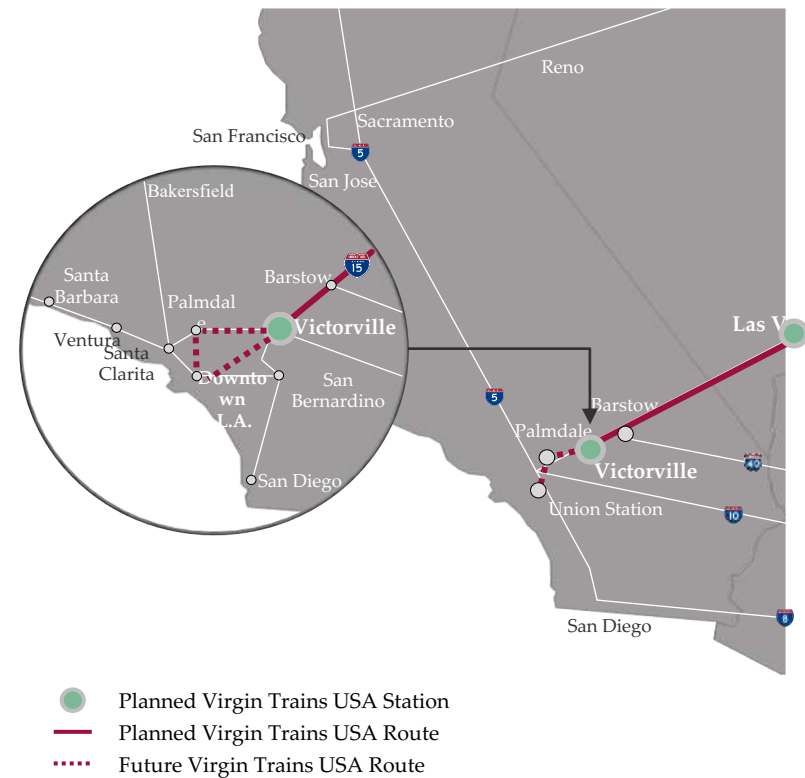 Reno
Sacramento
San Francisco
5
San Jose
Bakersfield
15
Barstow
Santa
Barbara
Palmdal
e
Victorville
Ventura
Santa
Clarita
Downto
wn
L.A.
San
Bernardino
San Diego
Las V
5
Barstow
Palmdale
Victorville
40
Union Station
10
San Diego
8
Planned Virgin Trains USA Station
Planned Virgin Trains USA Route
Future Virgin Trains USA Route